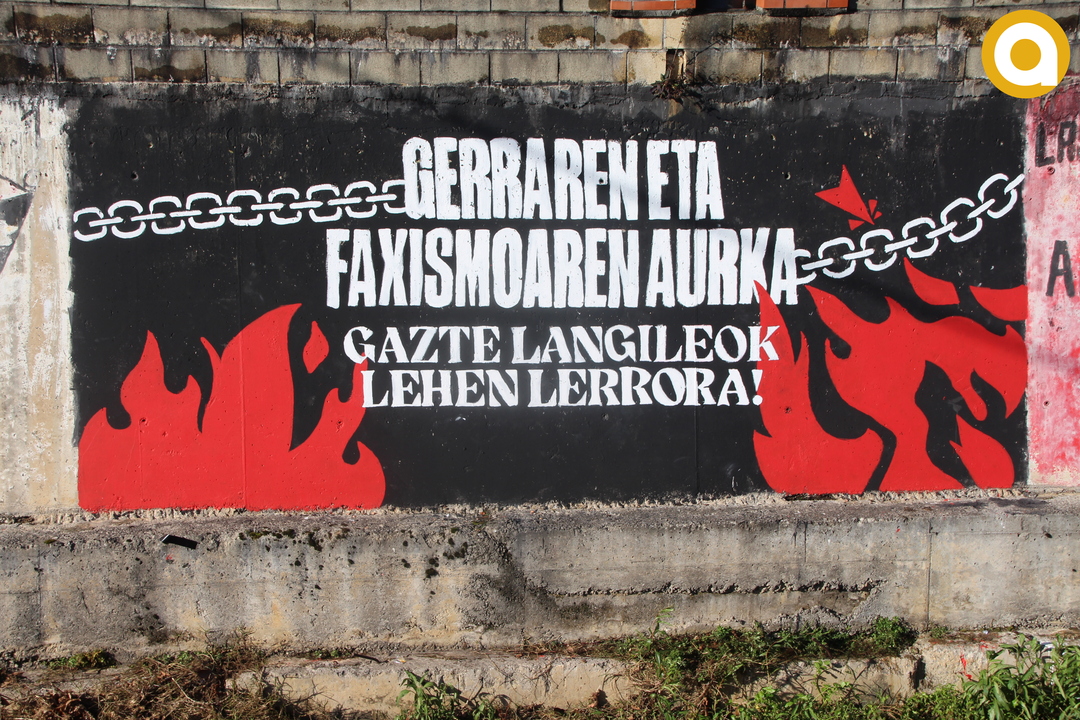 GERRAREN ETA
FAXISMOAREN AURKA
GAZTE LANGILEOK
LEHEN LERRORA!
a